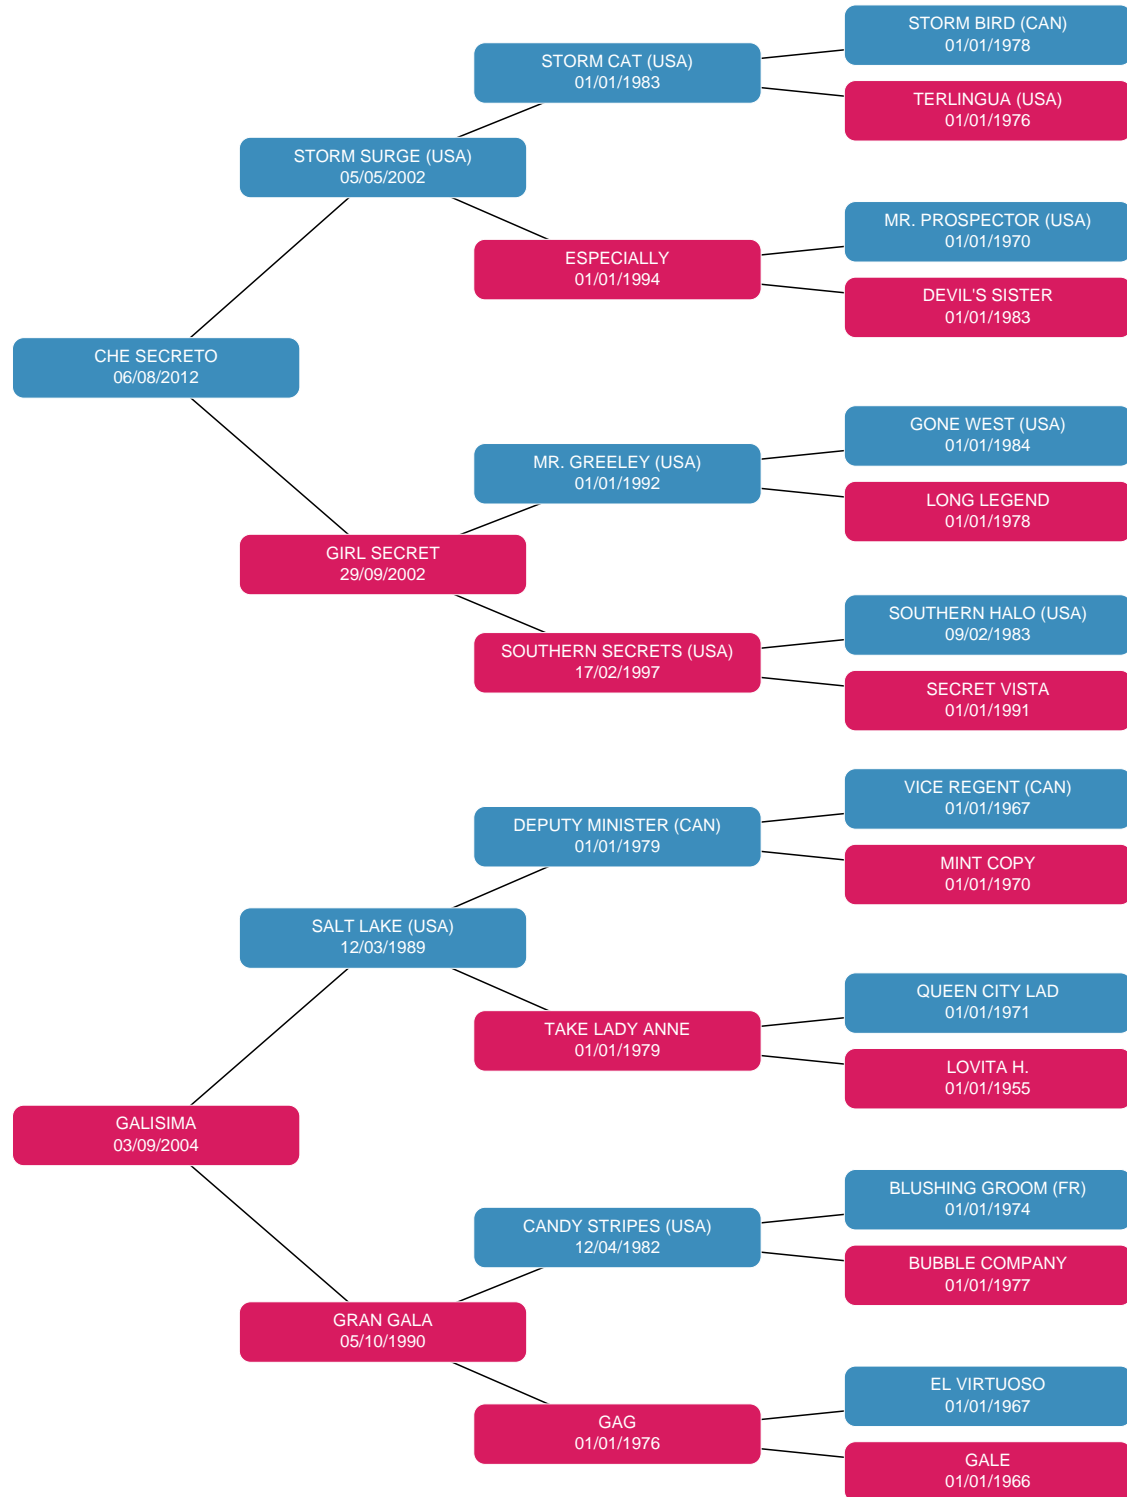 STORM BIRD (CAN)
01/01/1978
STORM CAT (USA)
01/01/1983
TERLINGUA (USA)
01/01/1976
STORM SURGE (USA)
05/05/2002
MR. PROSPECTOR (USA)
01/01/1970
ESPECIALLY
01/01/1994
DEVIL'S SISTER
01/01/1983
CHE SECRETO
06/08/2012
GONE WEST (USA)
01/01/1984
MR. GREELEY (USA)
01/01/1992
LONG LEGEND
01/01/1978
GIRL SECRET
29/09/2002
SOUTHERN HALO (USA)
09/02/1983
SOUTHERN SECRETS (USA)
17/02/1997
SECRET VISTA
01/01/1991
VICE REGENT (CAN)
01/01/1967
DEPUTY MINISTER (CAN)
01/01/1979
MINT COPY
01/01/1970
SALT LAKE (USA)
12/03/1989
QUEEN CITY LAD
01/01/1971
TAKE LADY ANNE
01/01/1979
LOVITA H.
01/01/1955
GALISIMA
03/09/2004
BLUSHING GROOM (FR)
01/01/1974
CANDY STRIPES (USA)
12/04/1982
BUBBLE COMPANY
01/01/1977
GRAN GALA
05/10/1990
EL VIRTUOSO
01/01/1967
GAG
01/01/1976
GALE
01/01/1966